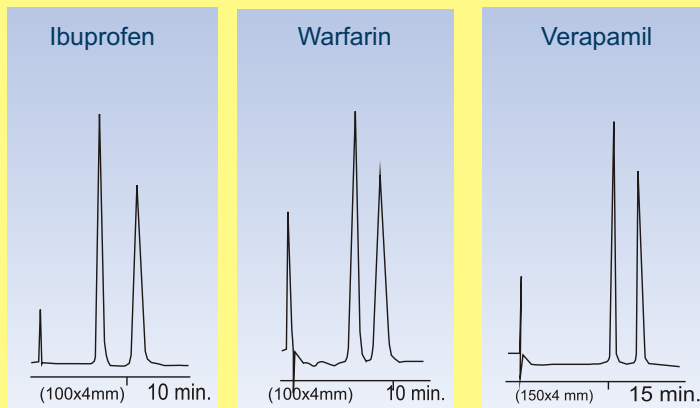 Ibuprofen
(100x4mm) 10 min.
Warfarin
(100x4mm) 10 min.
Verapamil
(150x4 mm) 15 min.